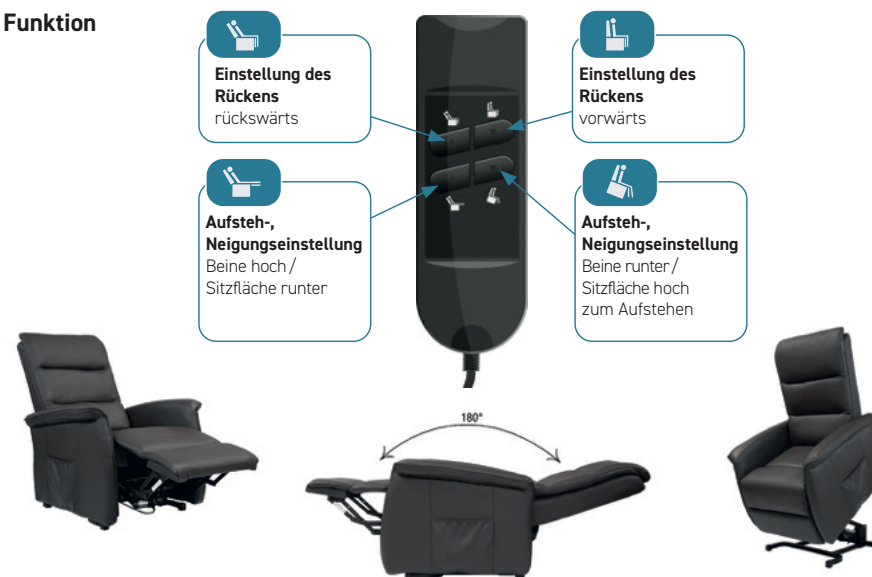 Funktion
Einstellung des
Rückens
rückswärts
Einstellung des
Rückens
vorwärts
Aufsteh-,
Neigungseinstellung
Beine hoch /
Sitzfläche runter
Aufsteh-,
Neigungseinstellung
Beine runter /
Sitzfläche hoch
zum Aufstehen
180°